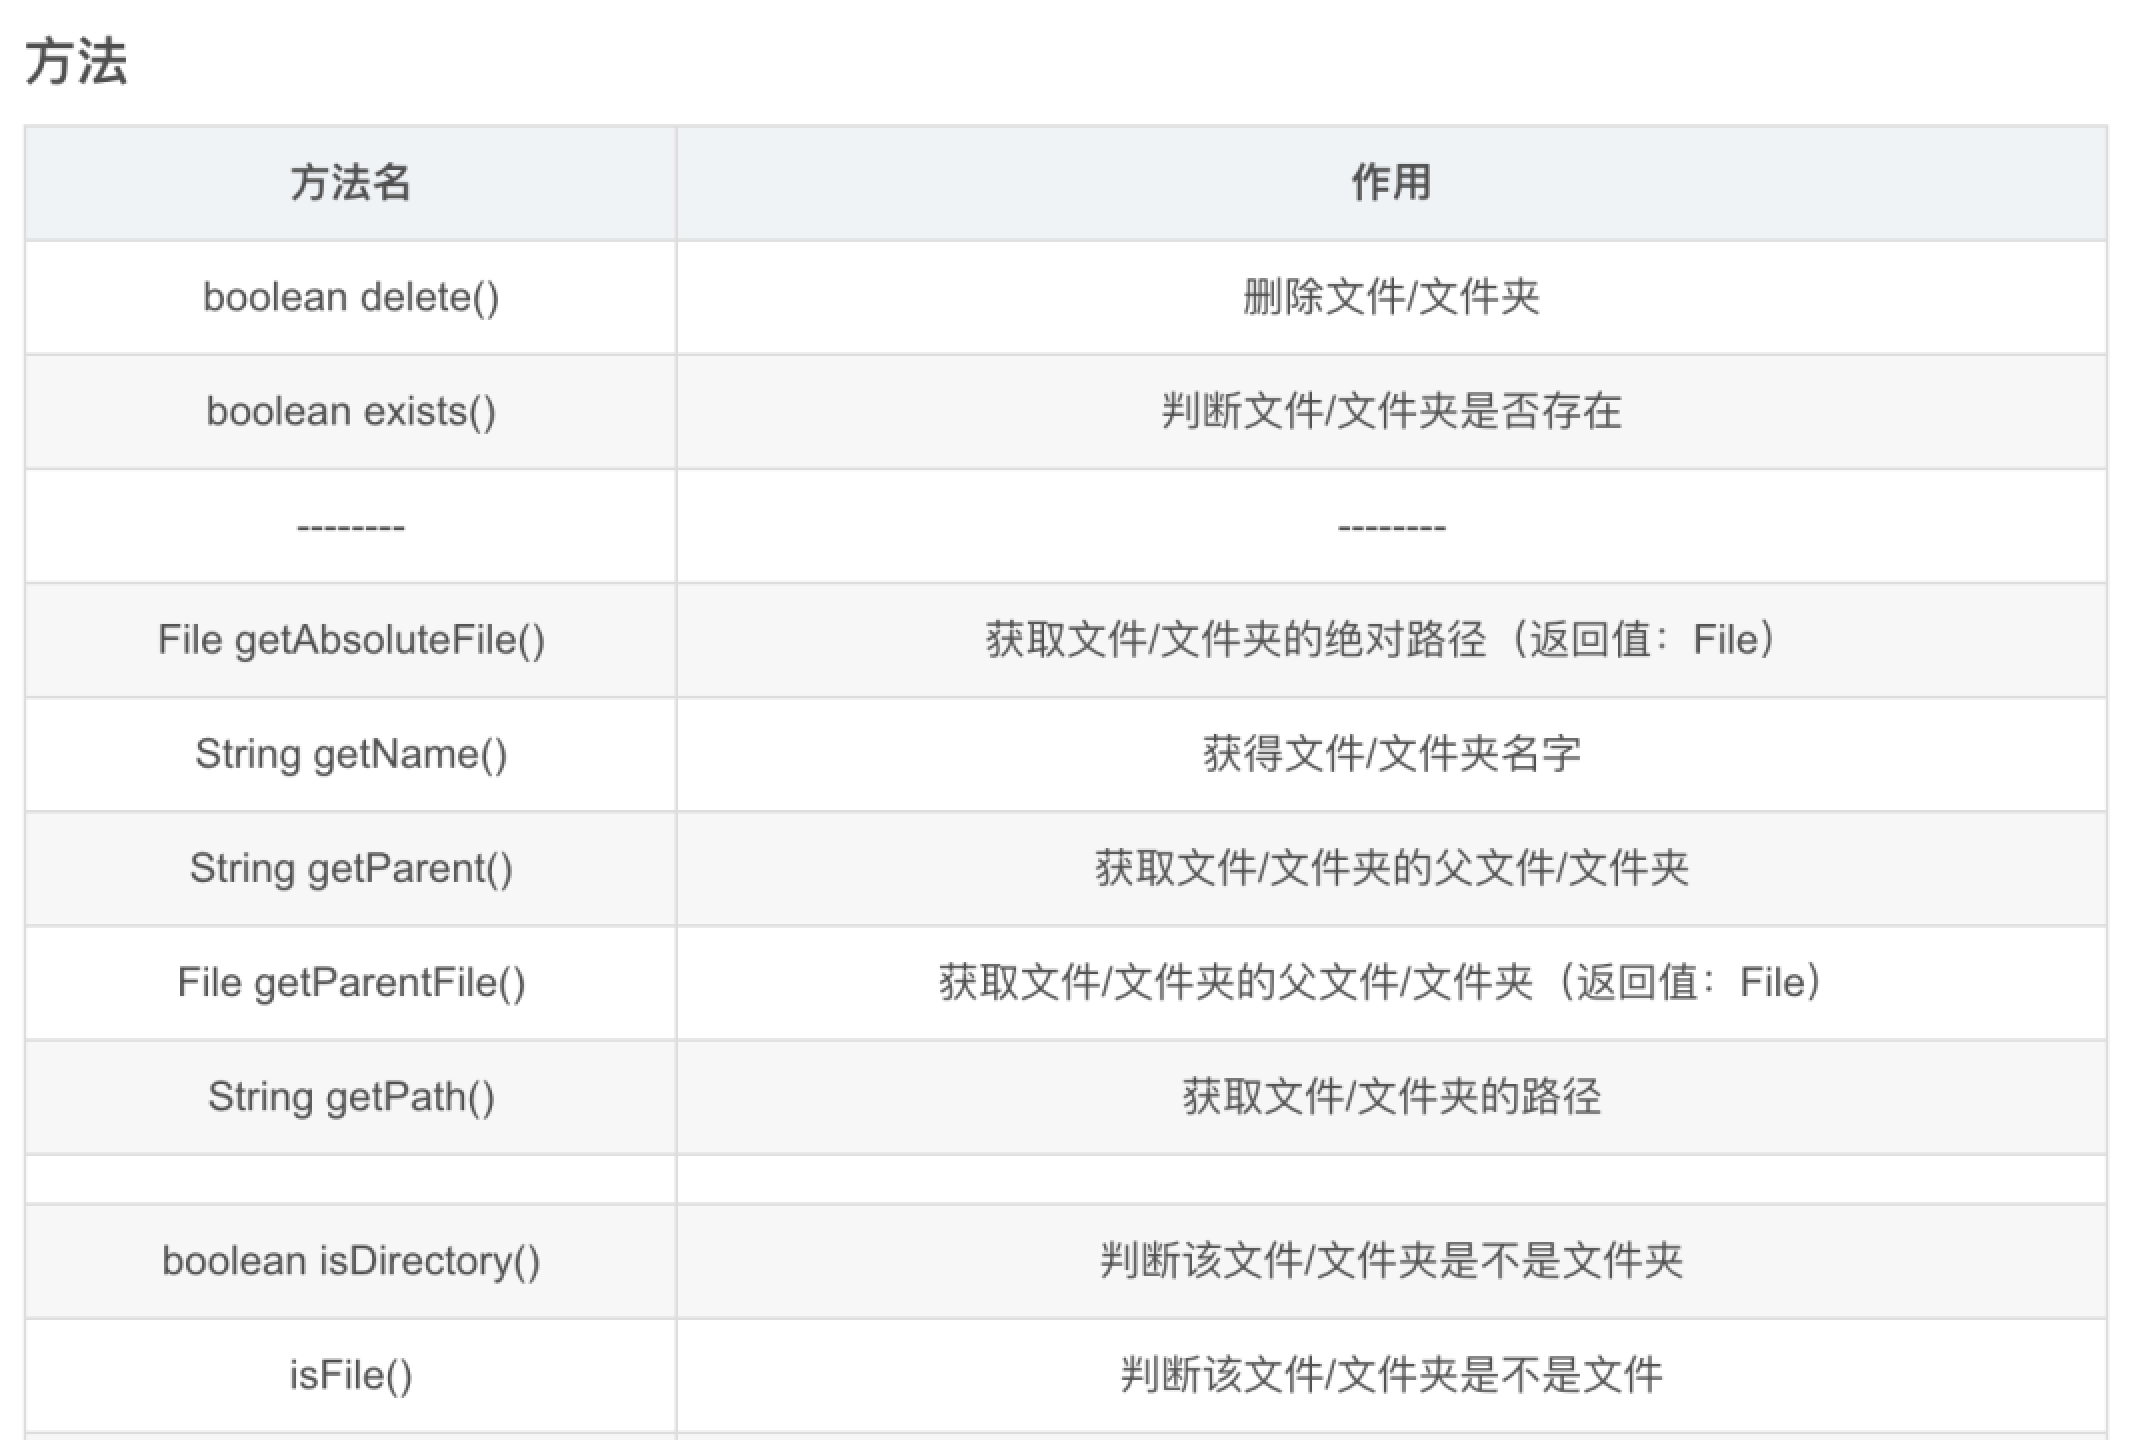 方法
方法名 作用
boolean delete() 删除文件/文件夹
boolean exists() 判断文件/文件夹是否存在
-------- --------
File getAbsoluteFile() 获取文件/文件夹的绝对路径（返回值：File）
String getName() 获得文件/文件夹名字
String getParent() 获取文件/文件夹的父文件/文件夹
File getParentFile() 获取文件/文件夹的父文件/文件夹（返回值：File）
String getPath() 获取文件/文件夹的路径
boolean isDirectory() 判断该文件/文件夹是不是文件夹
isFile() 判断该文件/文件夹是不是文件